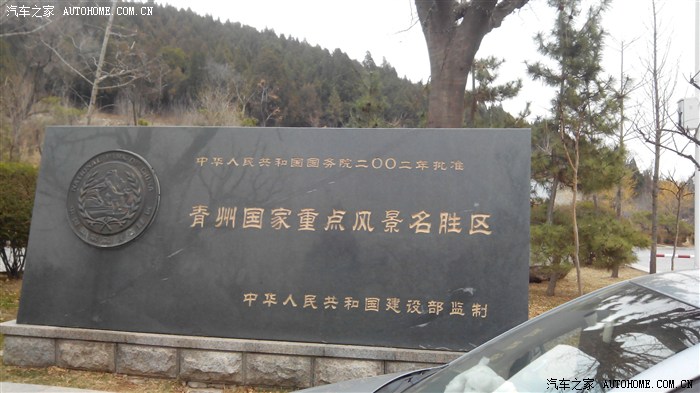 汽车之家 AUTOHOME.COM.CN
中华人民共和国国务院二〇〇二年批准
青州国家重点风景名胜区
中华人民共和国建设部监制
汽车之家 AUTOHOME.COM.CN